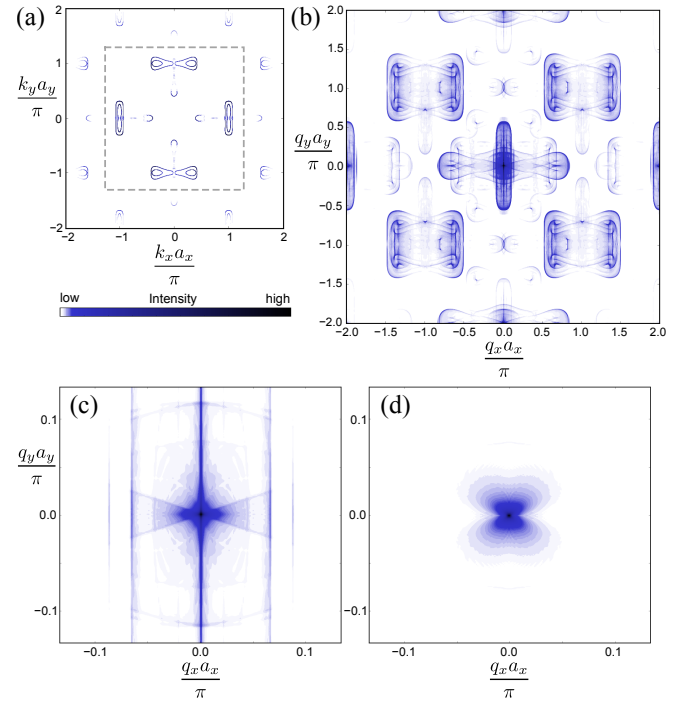 (a)
(b)
2
1
0
−1
−2
k_y a_y / π
−2 −1 0 1 2
k_x a_x / π
low Intensity high
2.0
1.5
1.0
0.5
0.0
−0.5
−1.0
−1.5
−2.0
q_y a_y / π
−2.0 −1.5 −1.0 −0.5 0.0 0.5 1.0 1.5 2.0
q_x a_x / π
(c)
(d)
0.1
0.0
−0.1
q_y a_y / π
−0.1 0.0 0.1
q_x a_x / π
0.1
0.0
−0.1
−0.1 0.0 0.1
q_x a_x / π